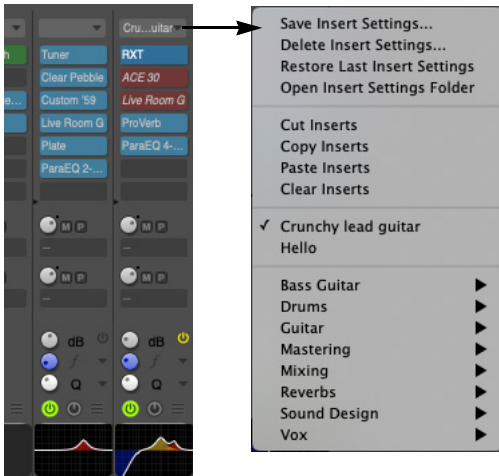 Cru...uitar
h
Tuner
RXT
Clear Pebble
ACE 30
e...
Custom '59
Live Room G
Live Room G
ProVerb
Plate
ParaEQ 4-...
ParaEQ 2-...
M P
M P
--
--
M P
M P
--
--
dB
dB
f
f
Q
Q
Save Insert Settings...
Delete Insert Settings...
Restore Last Insert Settings
Open Insert Settings Folder
Cut Inserts
Copy Inserts
Paste Inserts
Clear Inserts
✓ Crunchy lead guitar
Hello
Bass Guitar
Drums
Guitar
Mastering
Mixing
Reverbs
Sound Design
Vox